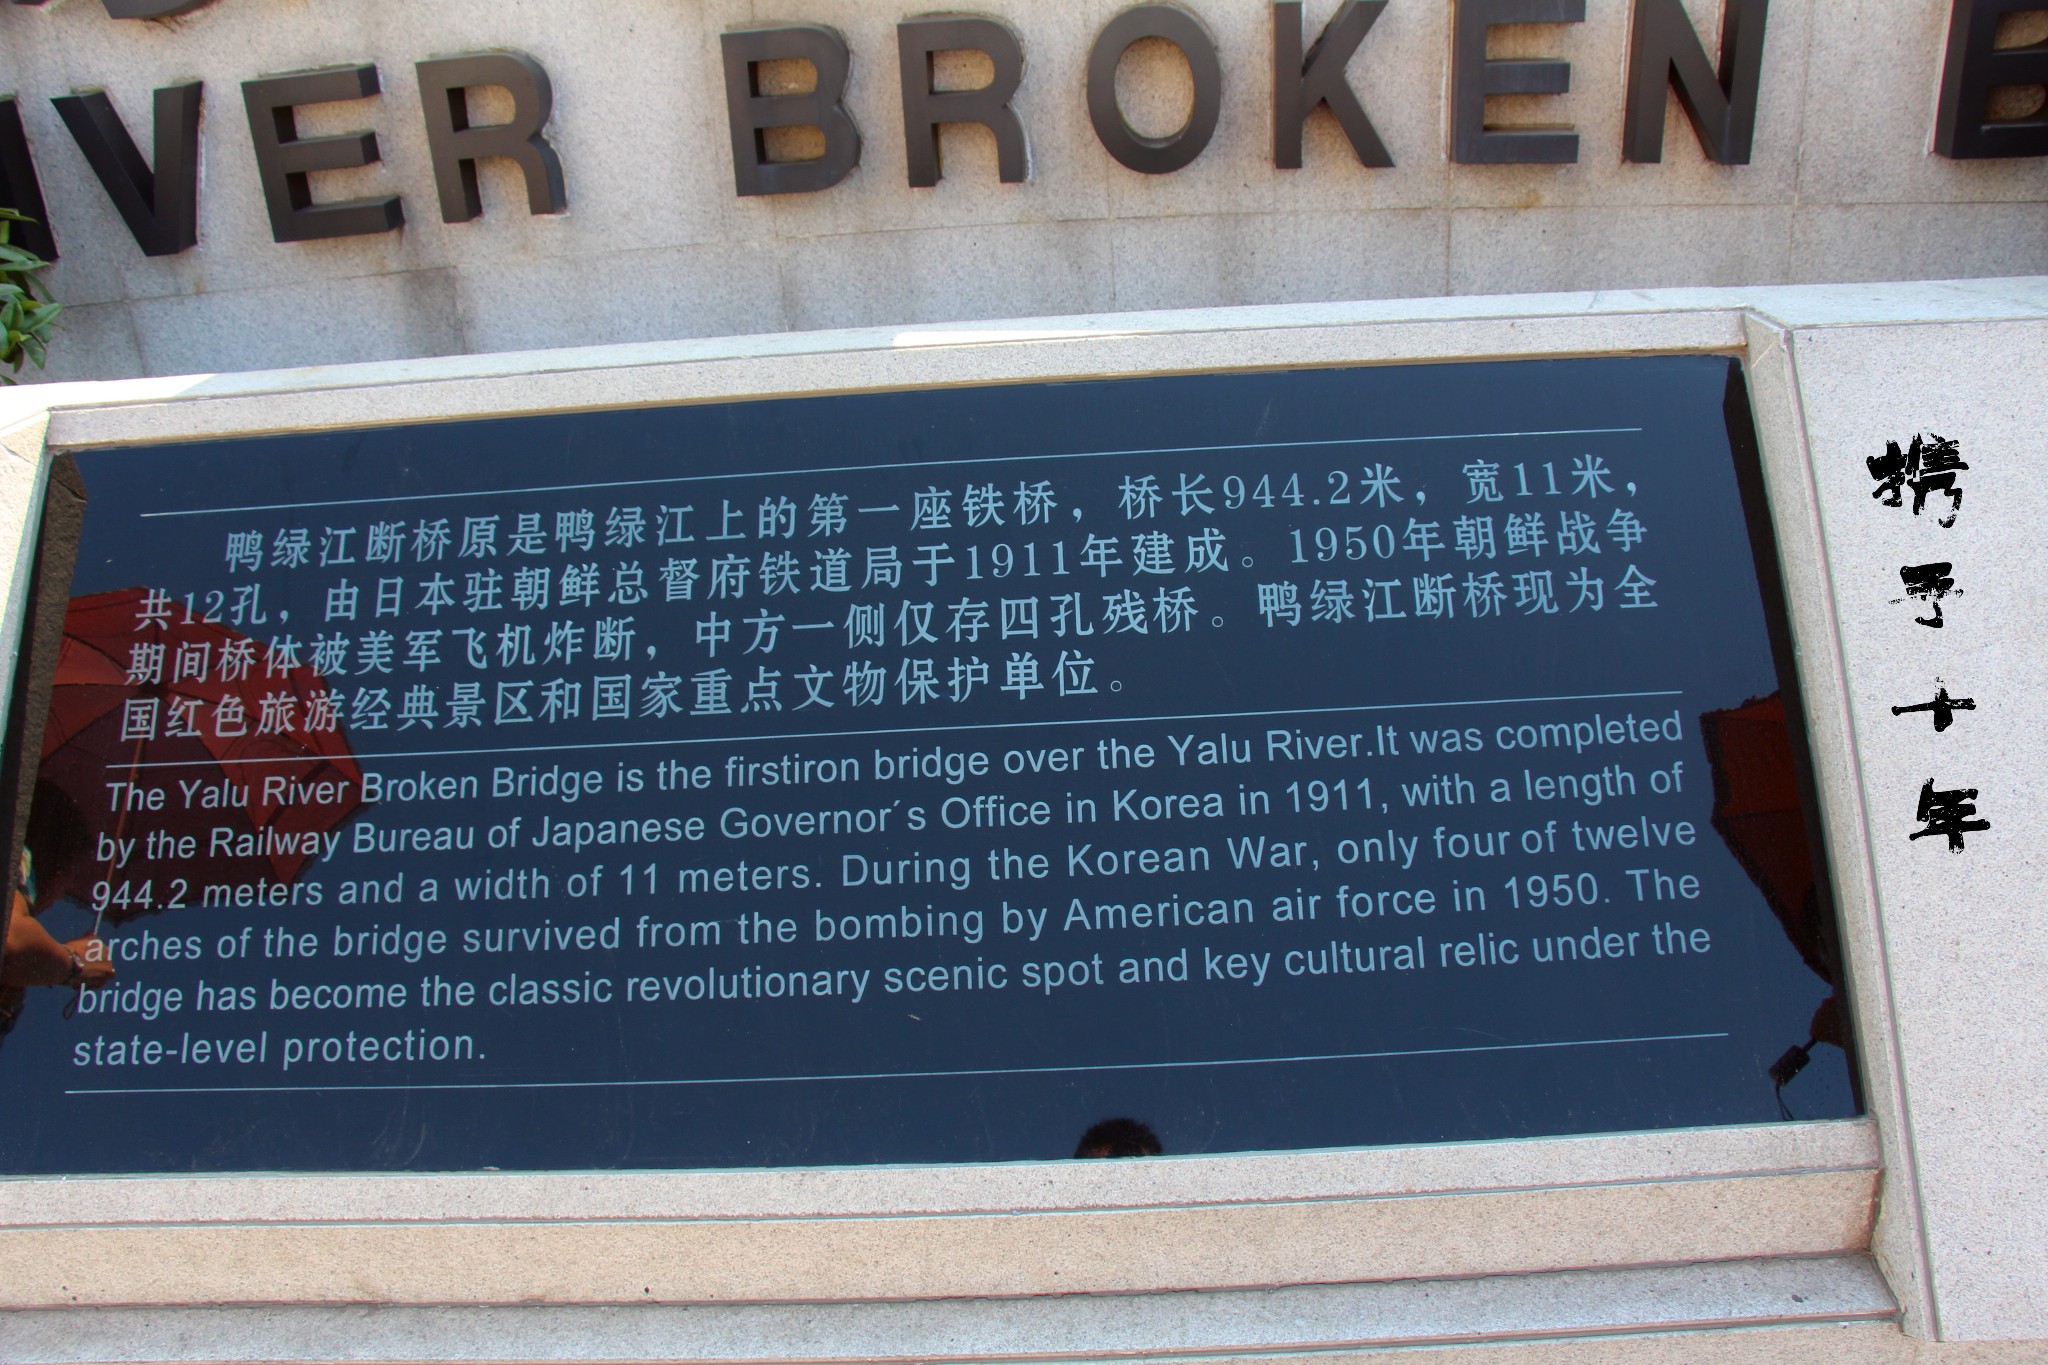 IVER BROKEN B
鸭绿江断桥原是鸭绿江上的第一座铁桥，桥长944.2米，宽11米，
共12孔，由日本驻朝鲜总督府铁道局于1911年建成。1950年朝鲜战争
期间桥体被美军飞机炸断，中方一侧仅存四孔残桥。鸭绿江断桥现为全
国红色旅游经典景区和国家重点文物保护单位。
The Yalu River Broken Bridge is the firstiron bridge over the Yalu River.It was completed
by the Railway Bureau of Japanese Governor´s Office in Korea in 1911, with a length of
944.2 meters and a width of 11 meters. During the Korean War, only four of twelve
arches of the bridge survived from the bombing by American air force in 1950. The
bridge has become the classic revolutionary scenic spot and key cultural relic under the
state-level protection.
携手十年